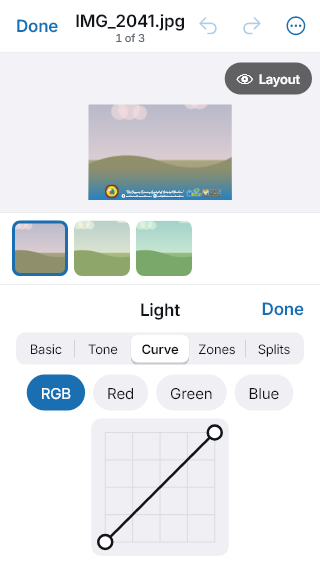 Done
IMG_2041.jpg
1 of 3
Layout
Light
Done
Basic
Tone
Curve
Zones
Splits
RGB
Red
Green
Blue